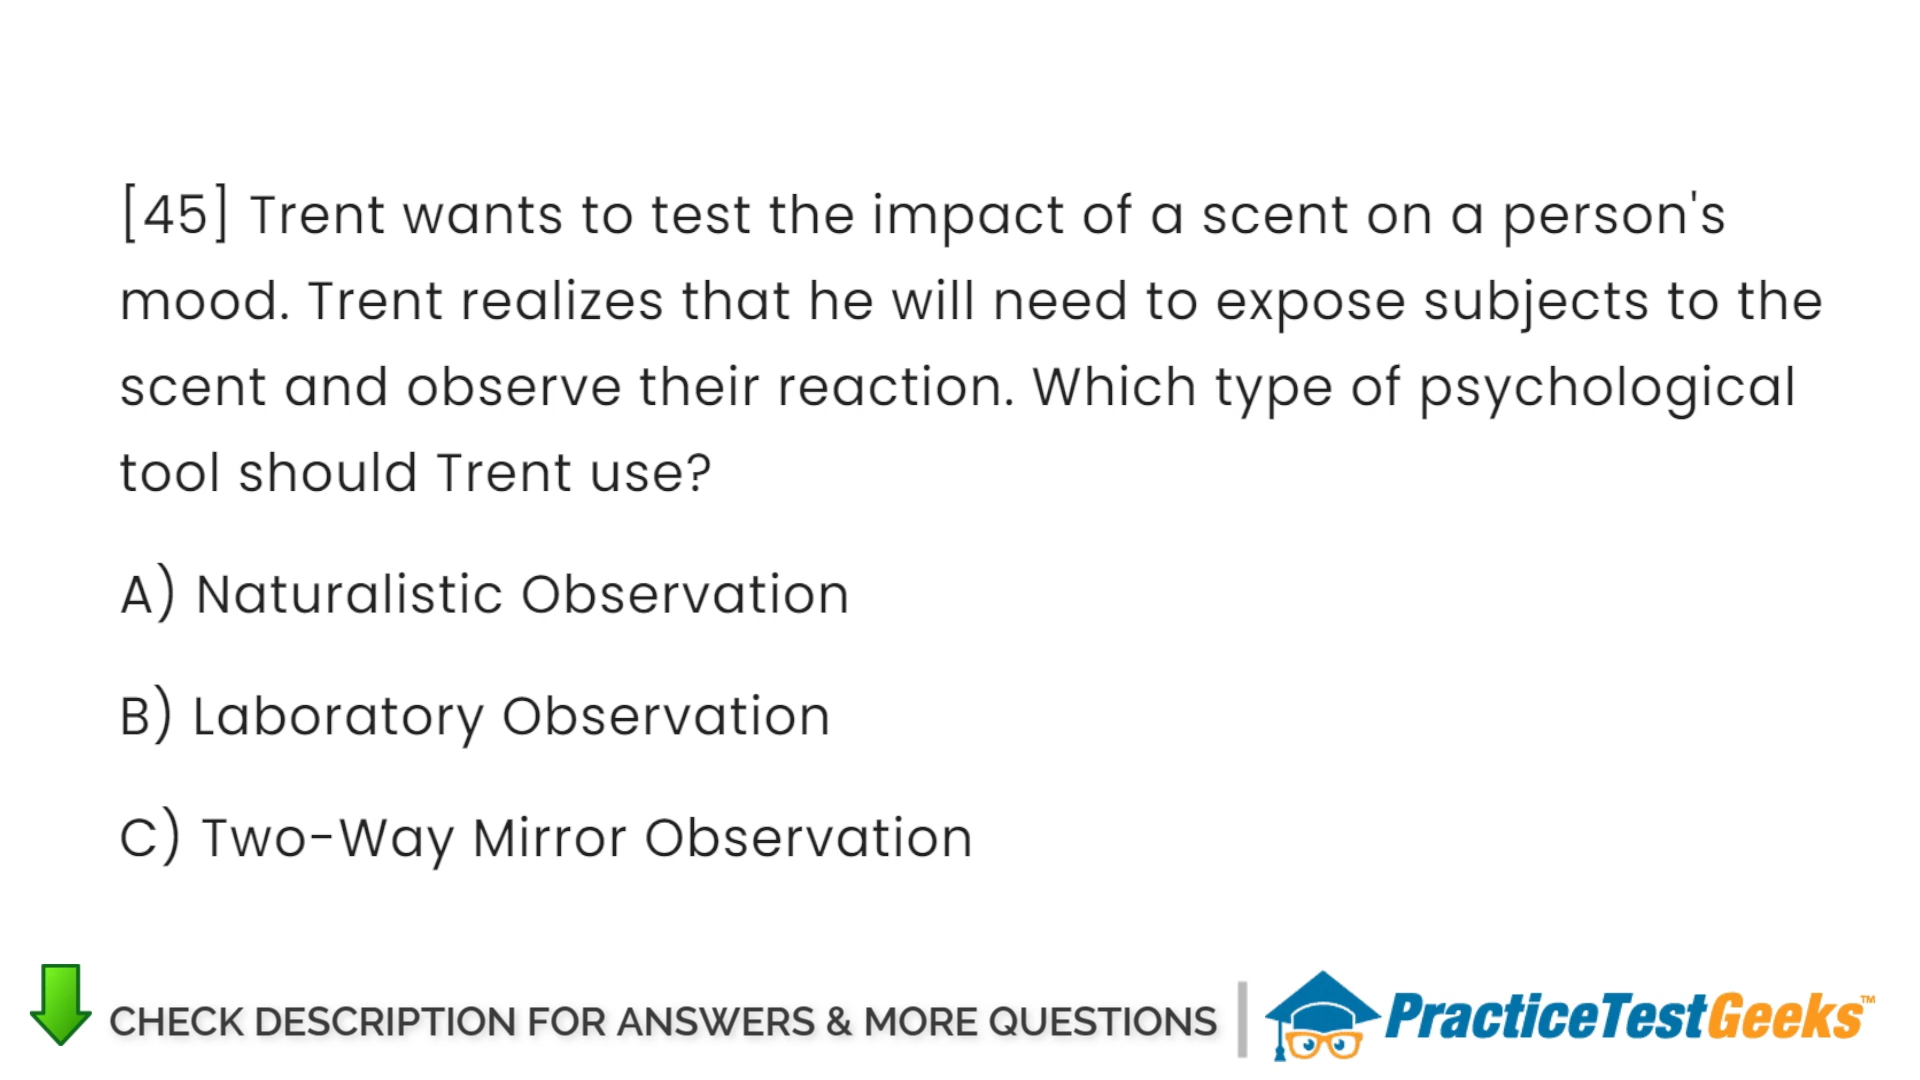 [45] Trent wants to test the impact of a scent on a person's
mood. Trent realizes that he will need to expose subjects to the
scent and observe their reaction. Which type of psychological
tool should Trent use?
A) Naturalistic Observation
B) Laboratory Observation
C) Two-Way Mirror Observation
CHECK DESCRIPTION FOR ANSWERS & MORE QUESTIONS
PracticeTestGeeks™